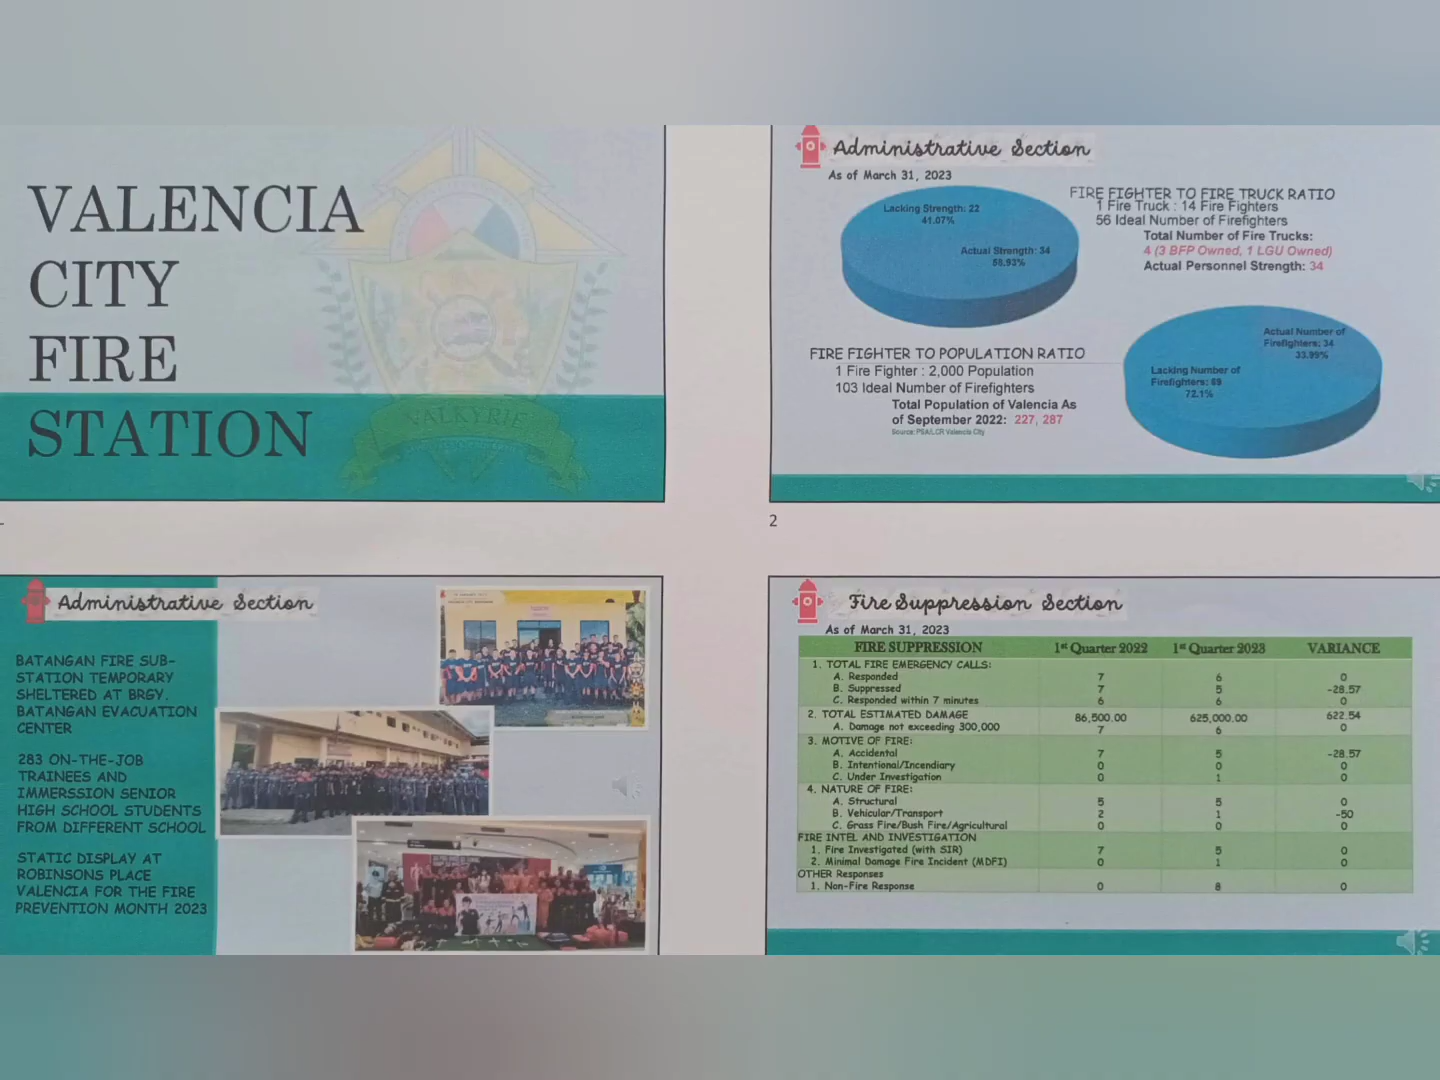 VALENCIA
CITY
FIRE
STATION
VALKYRIE
Administrative Section
As of March 31, 2023
Lacking Strength: 22
41.07%
Actual Strength: 34
58.93%
FIRE FIGHTER TO FIRE TRUCK RATIO
1 Fire Truck : 14 Fire Fighters
56 Ideal Number of Firefighters
Total Number of Fire Trucks:
4 (3 BFP Owned, 1 LGU Owned)
Actual Personnel Strength: 34
FIRE FIGHTER TO POPULATION RATIO
1 Fire Fighter : 2,000 Population
103 Ideal Number of Firefighters
Total Population of Valencia As
of September 2022: 227, 287
Source: PSA/LCR Valencia City
Actual Number of
Firefighters: 34
33.99%
Lacking Number of
Firefighters: 69
72.1%
2
Administrative Section
BATANGAN FIRE SUB-
STATION TEMPORARY
SHELTERED AT BRGY.
BATANGAN EVACUATION
CENTER
283 ON-THE-JOB
TRAINEES AND
IMMERSSION SENIOR
HIGH SCHOOL STUDENTS
FROM DIFFERENT SCHOOL
STATIC DISPLAY AT
ROBINSONS PLACE
VALENCIA FOR THE FIRE
PREVENTION MONTH 2023
Fire Suppression Section
As of March 31, 2023
FIRE SUPPRESSION 1st Quarter 2022 1st Quarter 2023 VARIANCE
1. TOTAL FIRE EMERGENCY CALLS:
A. Responded 7 6 0
B. Suppressed 7 5 -28.57
C. Responded within 7 minutes 6 6 0
2. TOTAL ESTIMATED DAMAGE 86,500.00 625,000.00 622.54
A. Damage not exceeding 300,000 7 6 0
3. MOTIVE OF FIRE:
A. Accidental 7 5 -28.57
B. Intentional/Incendiary 0 0 0
C. Under Investigation 0 1 0
4. NATURE OF FIRE:
A. Structural 5 5 0
B. Vehicular/Transport 2 1 -50
C. Grass Fire/Bush Fire/Agricultural 0 0 0
FIRE INTEL AND INVESTIGATION
1. Fire Investigated (with SIR) 7 5 0
2. Minimal Damage Fire Incident (MDFI) 0 1 0
OTHER Responses
1. Non-Fire Response 0 8 0